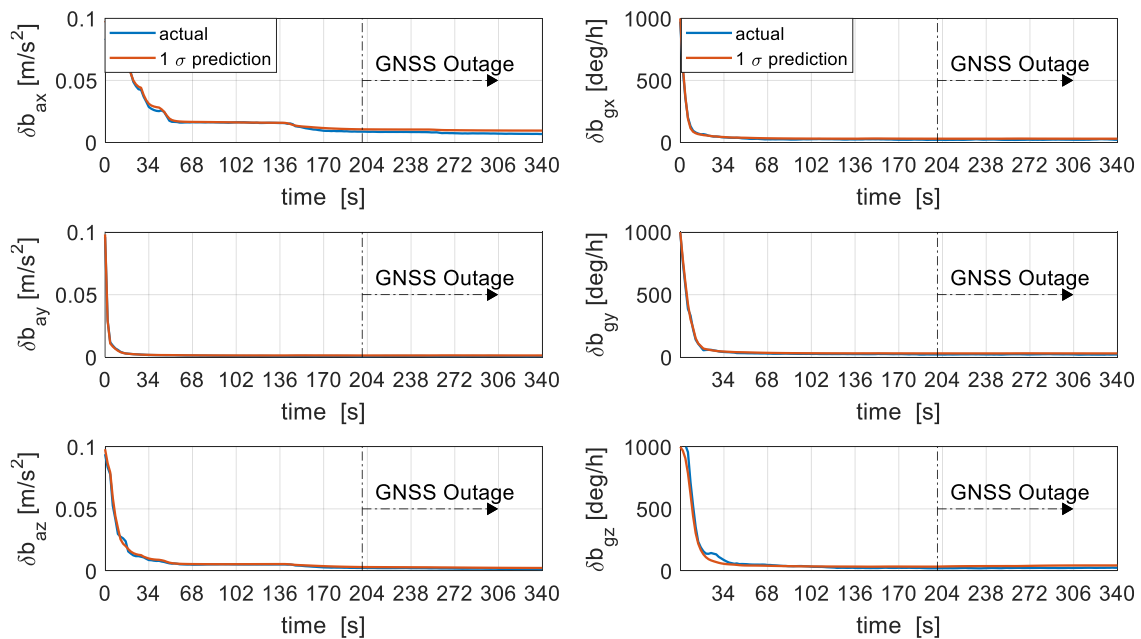 δb_ax [m/s²]
0.1
0.05
0
actual
1 σ prediction
GNSS Outage
0 34 68 102 136 170 204 238 272 306 340
time [s]
δb_gx [deg/h]
1000
500
0
actual
1 σ prediction
GNSS Outage
0 34 68 102 136 170 204 238 272 306 340
time [s]
δb_ay [m/s²]
0.1
0.05
0
GNSS Outage
0 34 68 102 136 170 204 238 272 306 340
time [s]
δb_gy [deg/h]
1000
500
0
GNSS Outage
34 68 102 136 170 204 238 272 306 340
time [s]
δb_az [m/s²]
0.1
0.05
0
GNSS Outage
0 34 68 102 136 170 204 238 272 306 340
time [s]
δb_gz [deg/h]
1000
500
0
GNSS Outage
34 68 102 136 170 204 238 272 306 340
time [s]